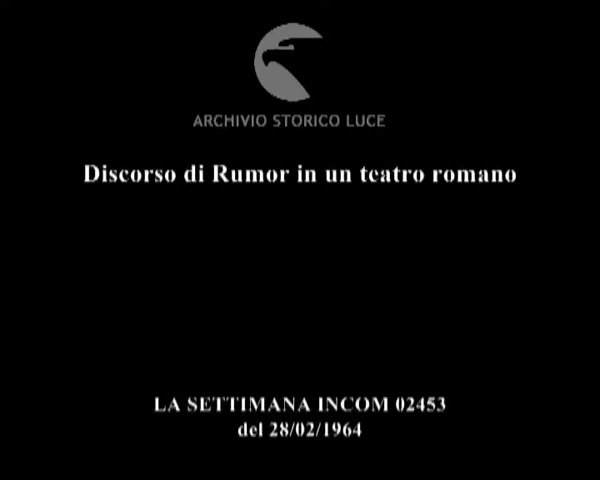 ARCHIVIO STORICO LUCE
Discorso di Rumor in un teatro romano
LA SETTIMANA INCOM 02453
del 28/02/1964